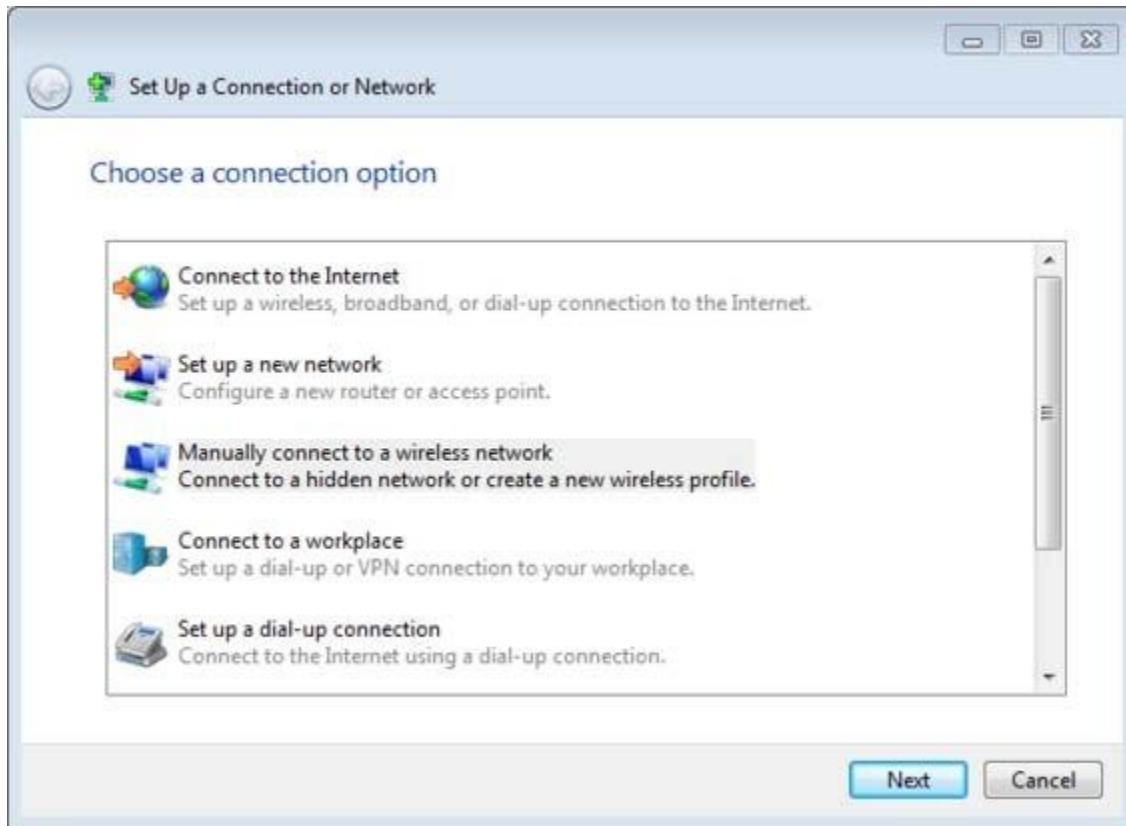 Set Up a Connection or Network
Choose a connection option
Connect to the Internet
Set up a wireless, broadband, or dial-up connection to the Internet.
Set up a new network
Configure a new router or access point.
Manually connect to a wireless network
Connect to a hidden network or create a new wireless profile.
Connect to a workplace
Set up a dial-up or VPN connection to your workplace.
Set up a dial-up connection
Connect to the Internet using a dial-up connection.
Next Cancel